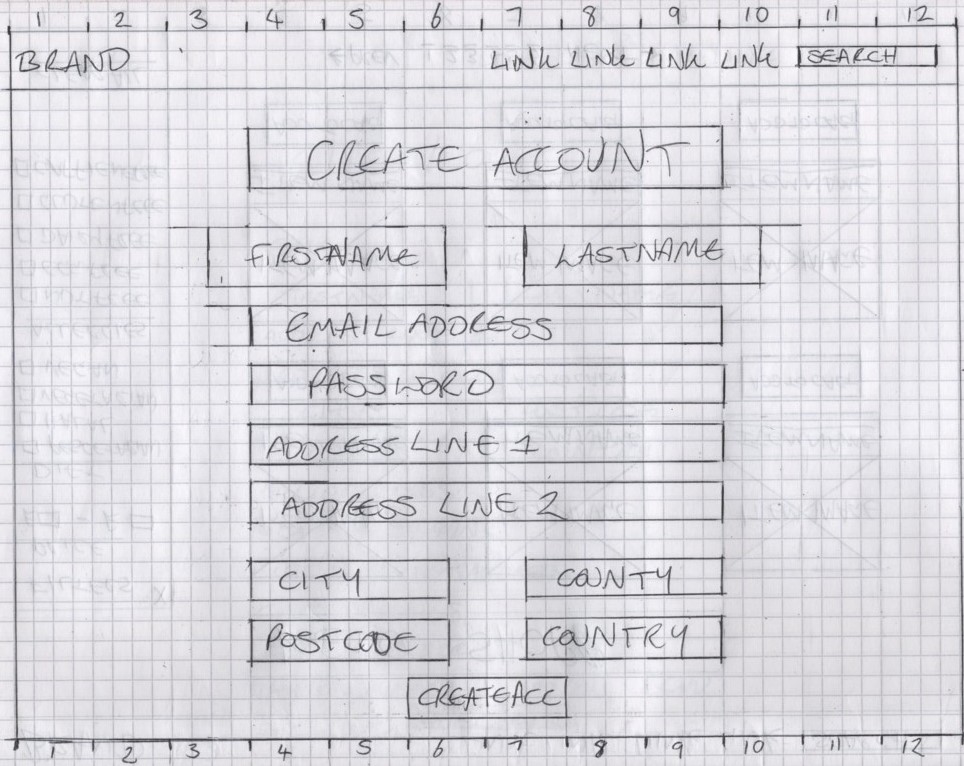 1 2 3 4 5 6 7 8 9 10 11 12
BRAND LINK LINK LINK LINK SEARCH
CREATE ACCOUNT
FIRSTNAME LASTNAME
EMAIL ADDRESS
PASSWORD
ADDRESS LINE 1
ADDRESS LINE 2
CITY COUNTY
POSTCODE COUNTRY
CREATEACC
1 2 3 4 5 6 7 8 9 10 11 12